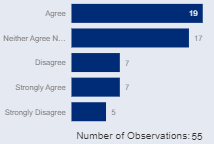 Agree 19
Neither Agree N... 17
Disagree 7
Strongly Agree 7
Strongly Disagree 5
Number of Observations: 55